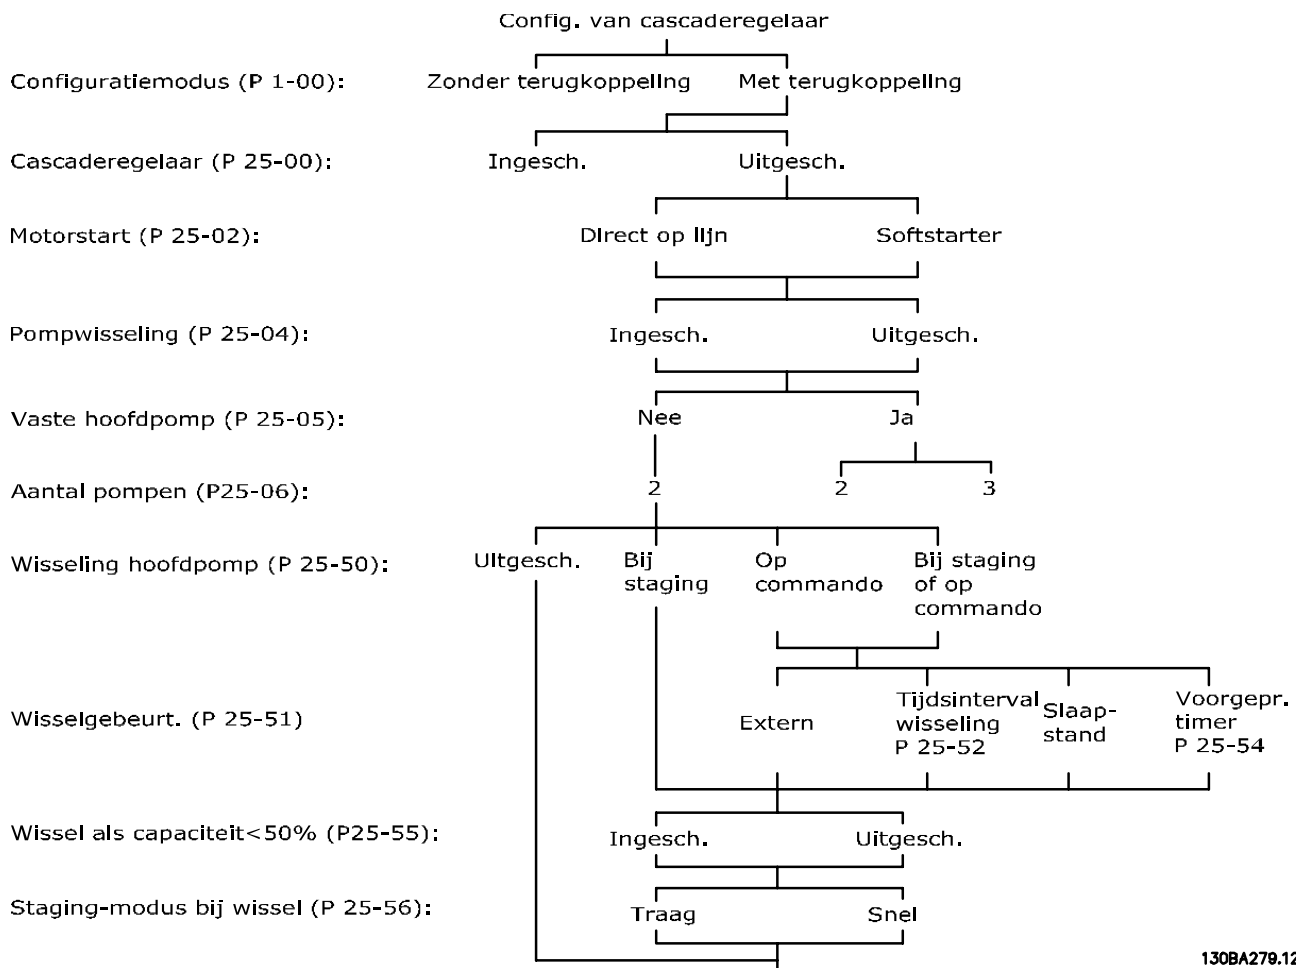 Config. van cascaderegelaar
Configuratiemodus (P 1-00):
Zonder terugkoppeling
Met terugkoppeling
Cascaderegelaar (P 25-00):
Ingesch.
Uitgesch.
Motorstart (P 25-02):
Direct op lijn
Softstarter
Pompwisseling (P 25-04):
Ingesch.
Uitgesch.
Vaste hoofdpomp (P 25-05):
Nee
Ja
Aantal pompen (P25-06):
2
2
3
Wisseling hoofdpomp (P 25-50):
Uitgesch.
Bij
staging
Op
commando
Bij staging
of op
commando
Wisselgebeurt. (P 25-51)
Extern
Tijdsinterval
wisseling
P 25-52
Slaap-
stand
Voorgepr.
timer
P 25-54
Wissel als capaciteit<50% (P25-55):
Ingesch.
Uitgesch.
Staging-modus bij wissel (P 25-56):
Traag
Snel
130BA279.12